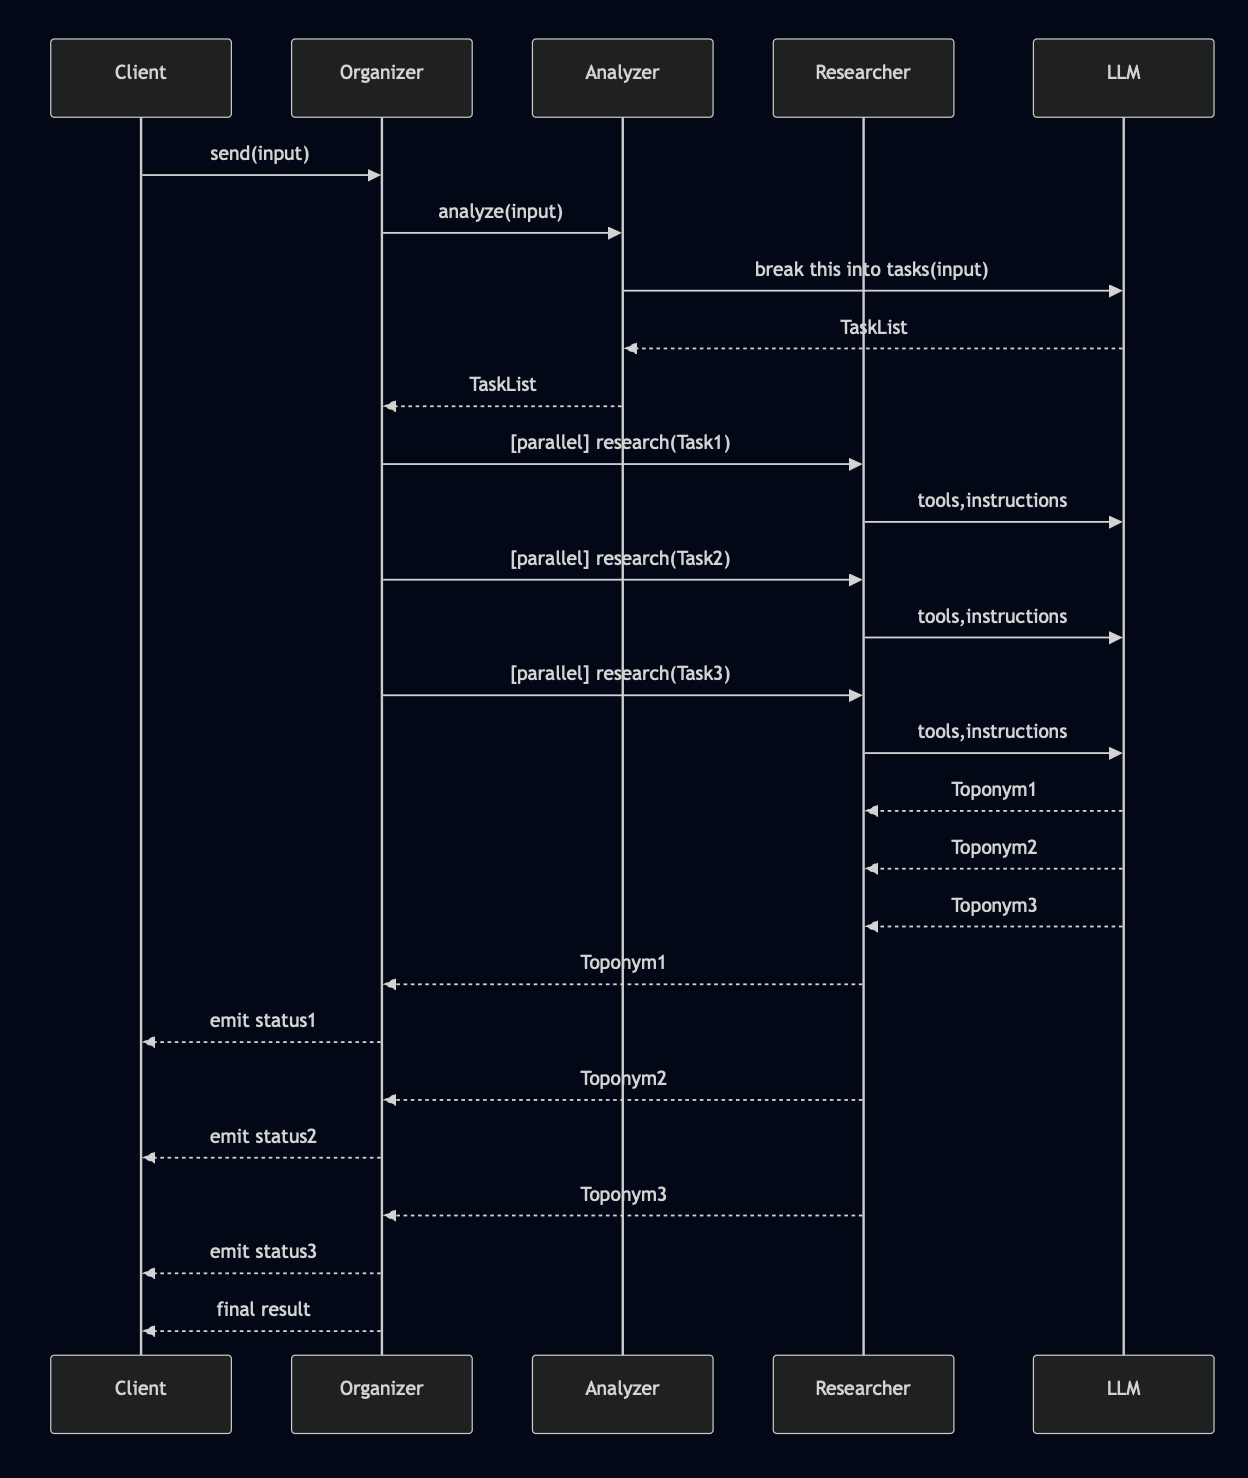 Client
Organizer
Analyzer
Researcher
LLM
send(input)
analyze(input)
break this into tasks(input)
TaskList
TaskList
[parallel] research(Task1)
tools,instructions
[parallel] research(Task2)
tools,instructions
[parallel] research(Task3)
tools,instructions
Toponym1
Toponym2
Toponym3
Toponym1
emit status1
Toponym2
emit status2
Toponym3
emit status3
final result
Client
Organizer
Analyzer
Researcher
LLM